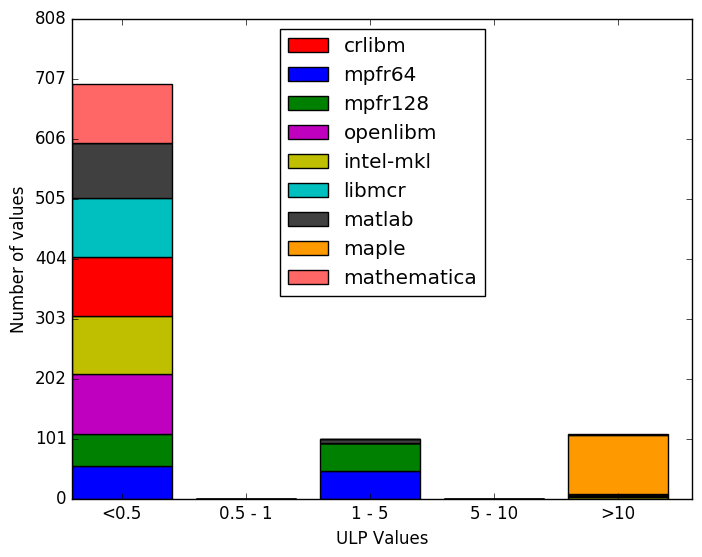 808
707
606
505
404
303
202
101
0
Number of values
crlibm
mpfr64
mpfr128
openlibm
intel-mkl
libmcr
matlab
maple
mathematica
<0.5
0.5 - 1
1 - 5
5 - 10
>10
ULP Values